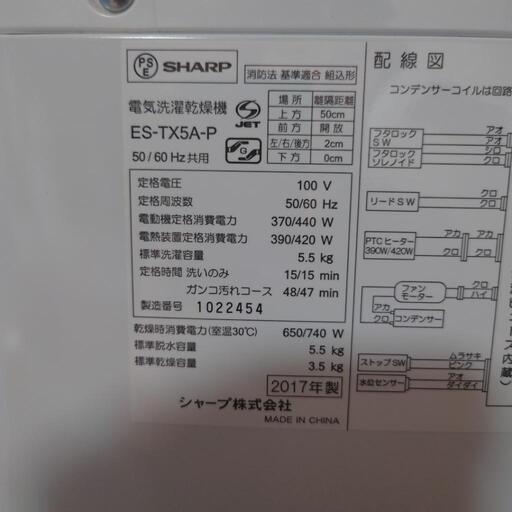 PS
E
SHARP
消防法 基準適合 組込形
電気洗濯乾燥機
S
JET
ES-TX5A-P
50/60 Hz共用
G
場所 離隔距離
上方 50cm
前方 開放
左/右/後方 2cm
下方 0cm
定格電圧 100 V
定格周波数 50/60 Hz
電動機定格消費電力 370/440 W
電熱装置定格消費電力 390/420 W
標準洗濯容量 5.5 kg
定格時間 洗いのみ 15/15 min
ガンコ汚れコース 48/47 min
製造番号 1022454
乾燥時消費電力(室温30℃) 650/740 W
標準脱水容量 5.5 kg
標準乾燥容量 3.5 kg
2017年製
シャープ株式会社
MADE IN CHINA
配線図
コンデンサーコイルは回路
フタロック
SW
フタロック
ソレノイド
アオ
アオ
シロ
クロ
リードSW
クロ
クロ
PTCヒーター
390W/420W
アカ
クロ
アカ
クロ
ファン
モーター
クロ
ハイ
アカ
クロ
コンデンサー
ストップSW
ムラサキ
ピンク
水位センサー
アオ
ダイダイ
内蔵)